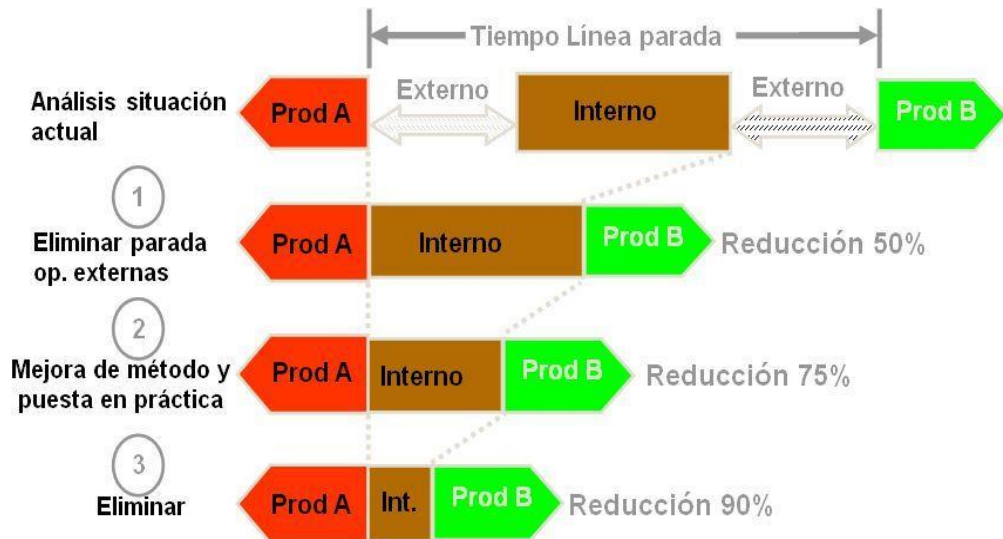 Tiempo Línea parada
Análisis situación
actual
Prod A
Externo
Interno
Externo
Prod B
1
Eliminar parada
op. externas
Prod A
Interno
Prod B
Reducción 50%
2
Mejora de método y
puesta en práctica
Prod A
Interno
Prod B
Reducción 75%
3
Eliminar
Prod A
Int.
Prod B
Reducción 90%